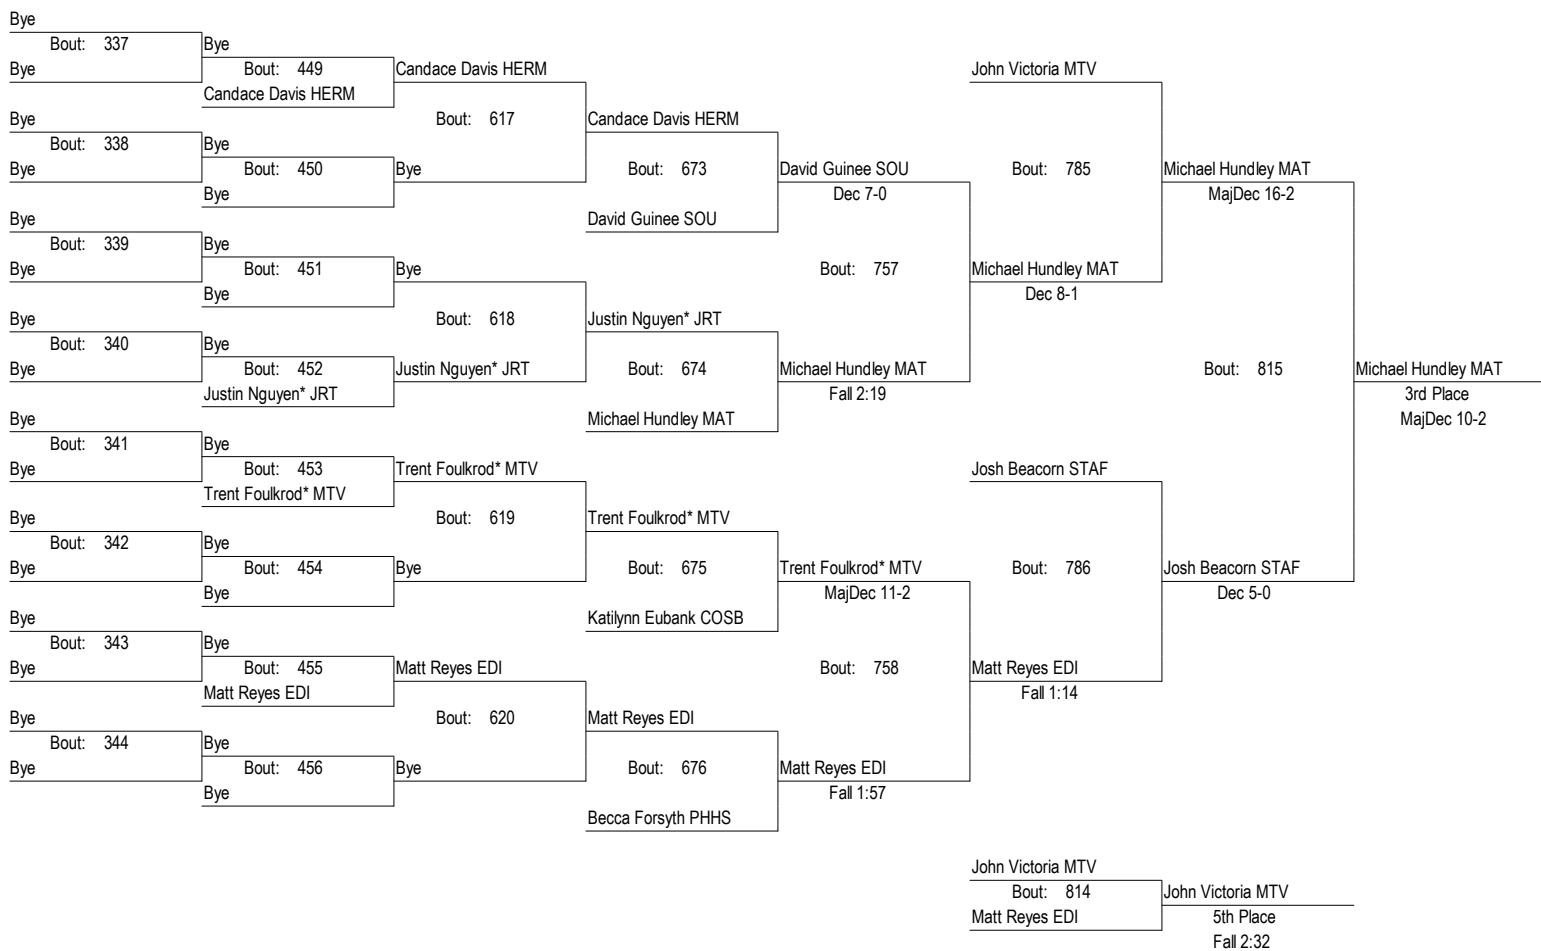 Bye
Bout: 337
Bye
Bye
Bout: 449
Candace Davis HERM
Candace Davis HERM
Bye
Bout: 338
Bye
Bye
Bout: 450
Bye
Bout: 617
Bye
Candace Davis HERM
Bout: 673
David Guinee SOU
David Guinee SOU
Dec 7-0
Bye
Bout: 339
Bye
Bye
Bout: 451
Bye
Bye
Bye
Bout: 340
Bye
Bye
Bout: 452
Justin Nguyen* JRT
Bout: 618
Justin Nguyen* JRT
Justin Nguyen* JRT
Bout: 674
Michael Hundley MAT
Michael Hundley MAT
Fall 2:19
Bout: 757
Michael Hundley MAT
Dec 8-1
John Victoria MTV
Bout: 785
Michael Hundley MAT
MajDec 16-2
Bye
Bout: 341
Bye
Bye
Bout: 453
Trent Foulkrod* MTV
Trent Foulkrod* MTV
Bye
Bout: 342
Bye
Bye
Bout: 454
Bye
Bout: 619
Bye
Trent Foulkrod* MTV
Bout: 675
Katilynn Eubank COSB
Trent Foulkrod* MTV
MajDec 11-2
Bye
Bout: 343
Bye
Bye
Bout: 455
Matt Reyes EDI
Matt Reyes EDI
Bye
Bout: 344
Bye
Bye
Bout: 456
Bye
Bout: 620
Bye
Matt Reyes EDI
Bout: 676
Becca Forsyth PHHS
Matt Reyes EDI
Fall 1:57
Bout: 758
Matt Reyes EDI
Fall 1:14
Josh Beacorn STAF
Bout: 786
Josh Beacorn STAF
Dec 5-0
Bout: 815
Michael Hundley MAT
3rd Place
MajDec 10-2
John Victoria MTV
Bout: 814
Matt Reyes EDI
John Victoria MTV
5th Place
Fall 2:32